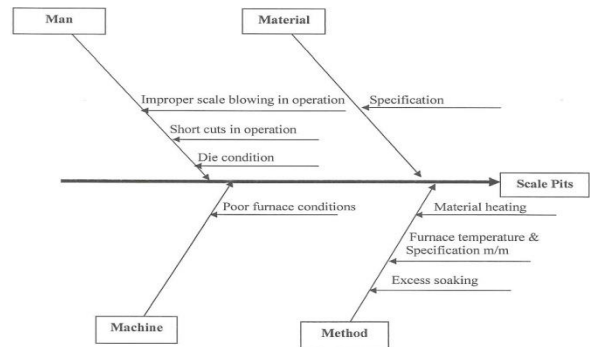 Man
Material
Improper scale blowing in operation
Specification
Short cuts in operation
Die condition
Scale Pits
Poor furnace conditions
Material heating
Furnace temperature &
Specification m/m
Excess soaking
Machine
Method